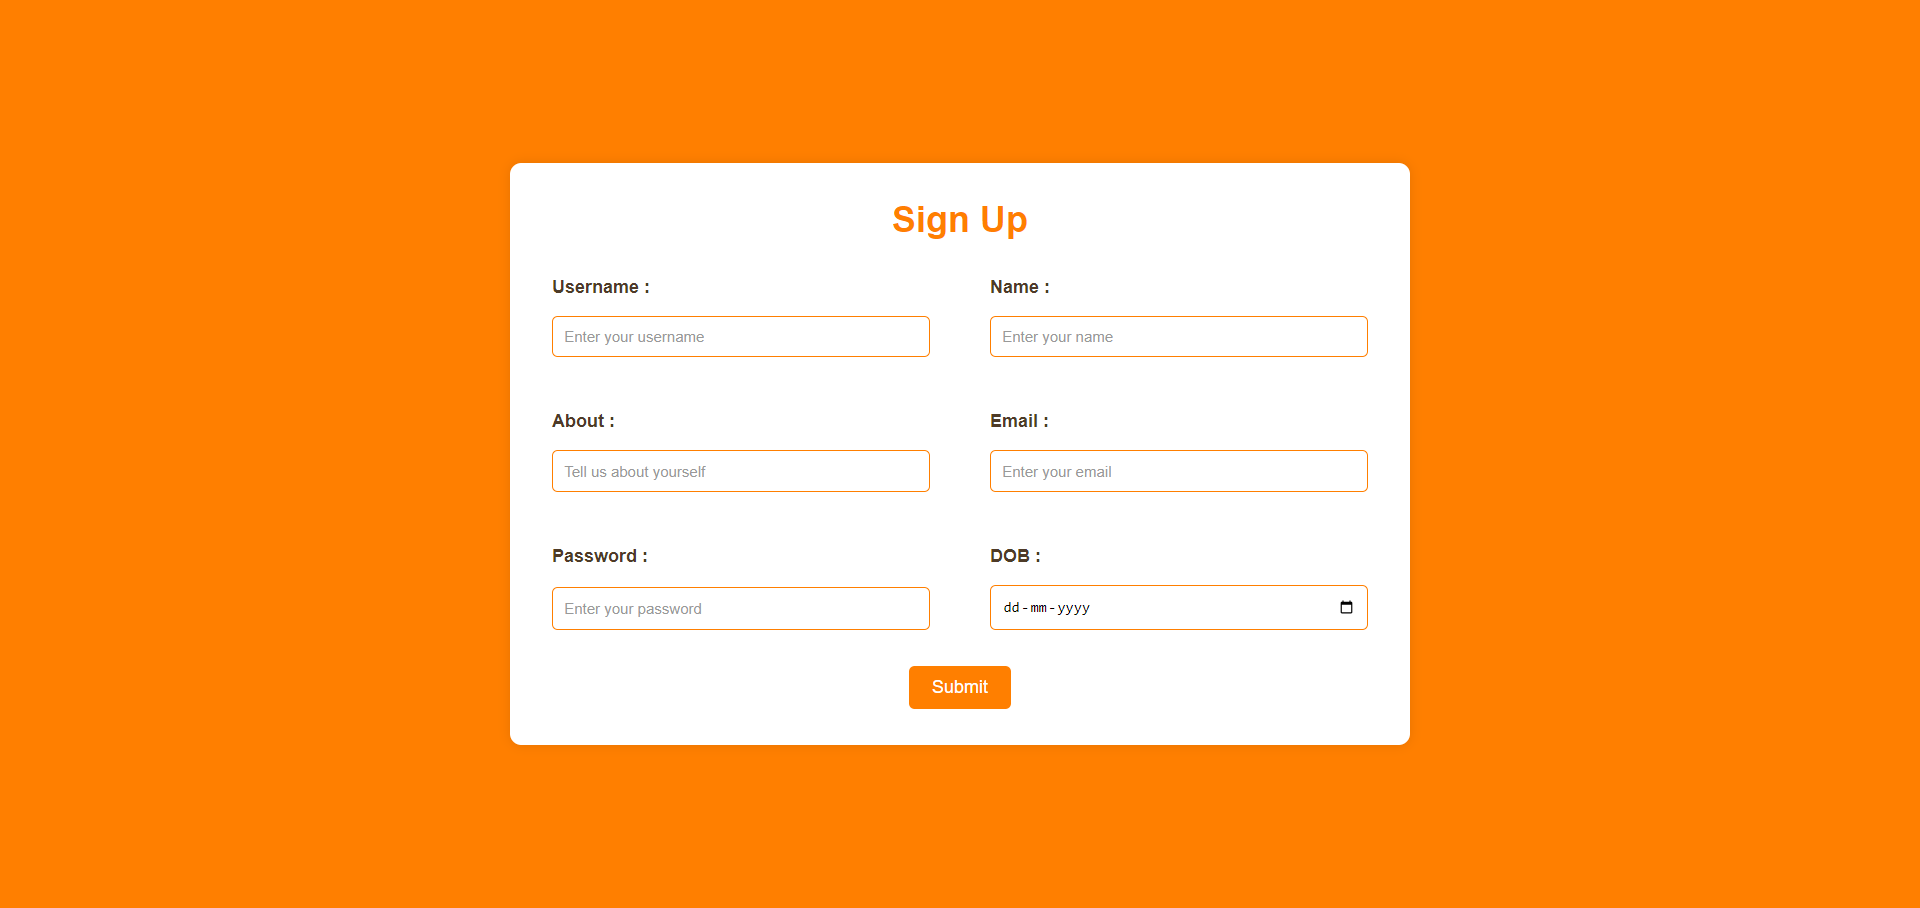 Sign Up
Username :
Name :
Enter your username
Enter your name
About :
Email :
Tell us about yourself
Enter your email
Password :
DOB :
Enter your password
dd-mm-yyyy
Submit